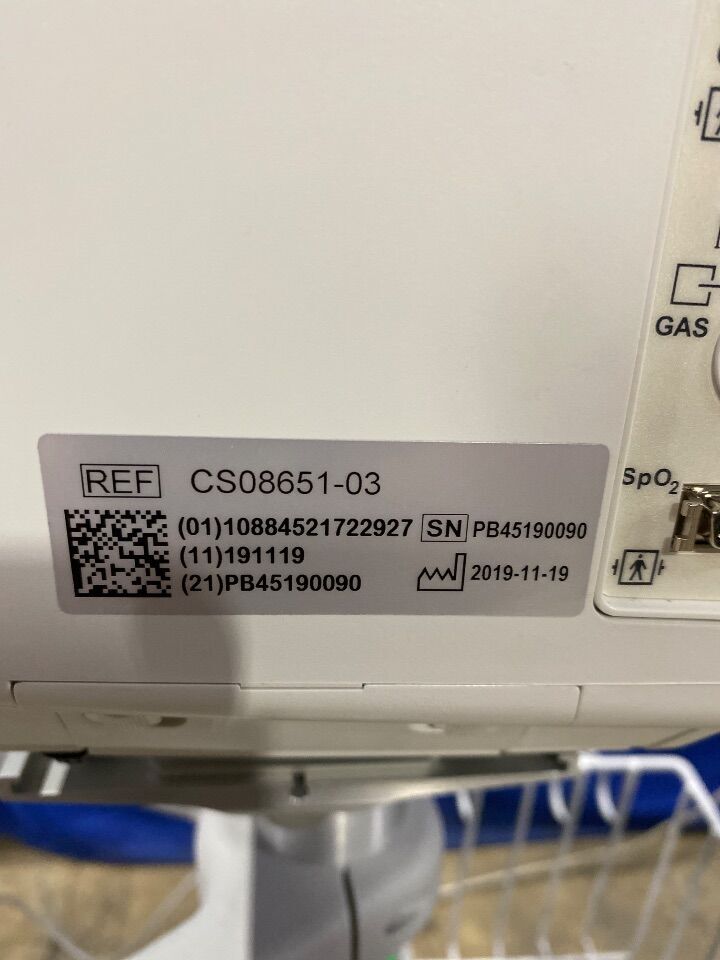 GAS
SpO2
REF CS08651-03
(01)10884521722927 SN PB45190090
(11)191119
(21)PB45190090 2019-11-19